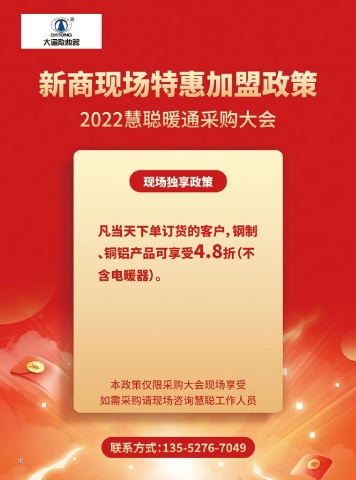 DATONG
大通散热器
新商现场特惠加盟政策
2022慧聪暖通采购大会
现场独享政策
凡当天下单订货的客户，钢制
、铜铝产品可享受4.8折（不
含电暖器）。
本政策仅限采购大会现场享受
如需采购请现场咨询慧聪工作人员
联系方式：135-5276-7049